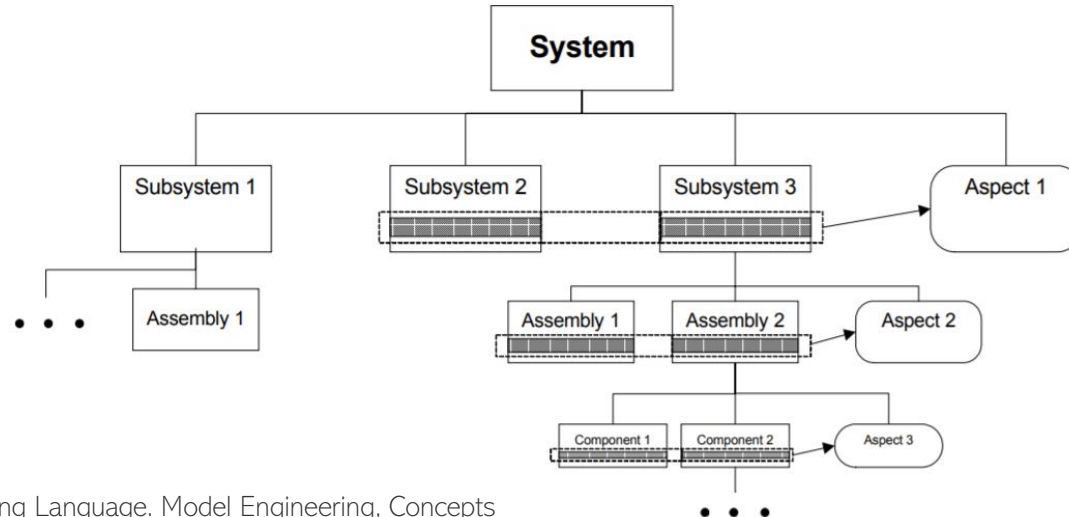 System
Subsystem 1
Subsystem 2
Subsystem 3
Aspect 1
Assembly 1
Assembly 1
Assembly 2
Aspect 2
Component 1
Component 2
Aspect 3
ng Language. Model Engineering, Concepts